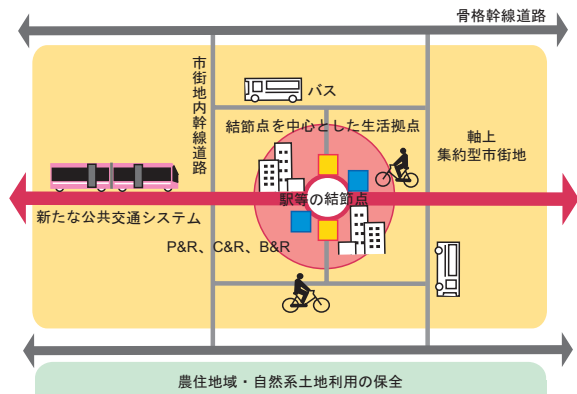 骨格幹線道路
市街地内幹線道路
バス
結節点を中心とした生活拠点
軸上
集約型市街地
駅等の結節点
新たな公共交通システム
P&R、C&R、B&R
農住地域・自然系土地利用の保全